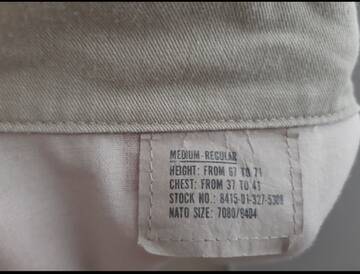 MEDIUM-REGULAR
HEIGHT: FROM 67 TO 71
CHEST: FROM 37 TO 41
STOCK NO.: 8415-01-327-5308
NATO SIZE: 7080/9404